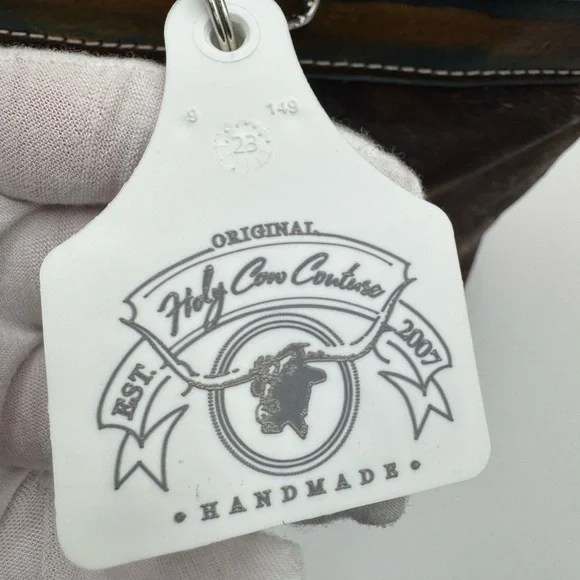 9 149
23
ORIGINAL
Holy Cow Couture
EST. 2007
• HANDMADE •